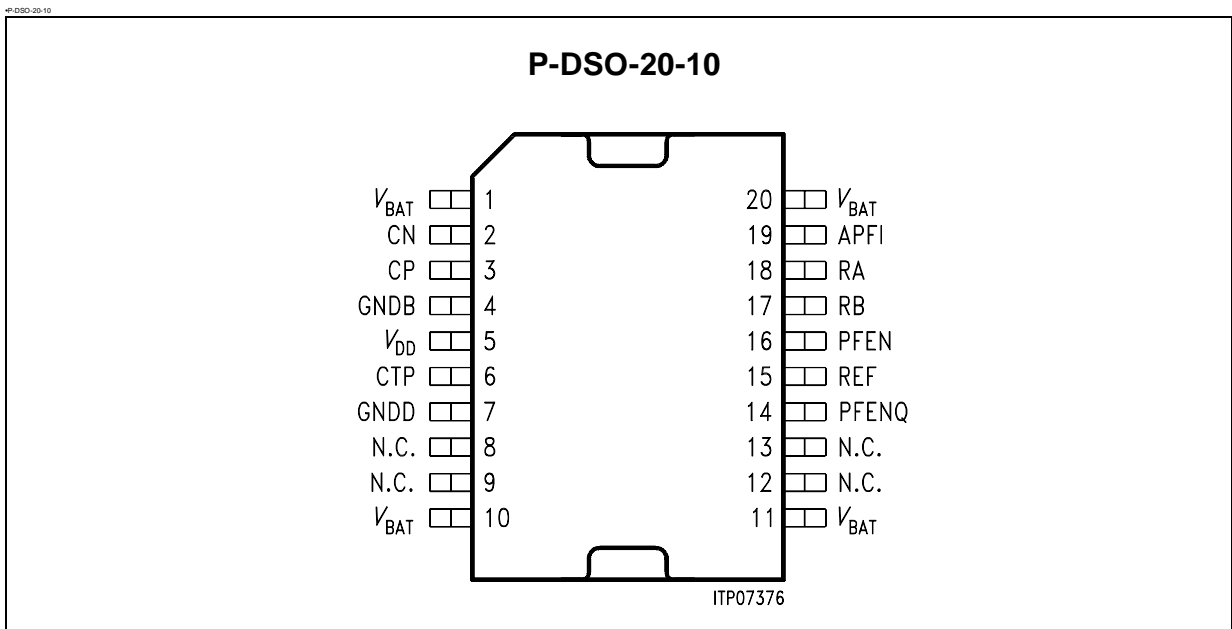 •P-DSO-20-10
P-DSO-20-10
VBAT 1 20 VBAT
CN 2 19 APFI
CP 3 18 RA
GNDB 4 17 RB
VDD 5 16 PFEN
CTP 6 15 REF
GNDD 7 14 PFENQ
N.C. 8 13 N.C.
N.C. 9 12 N.C.
VBAT 10 11 VBAT
ITP07376